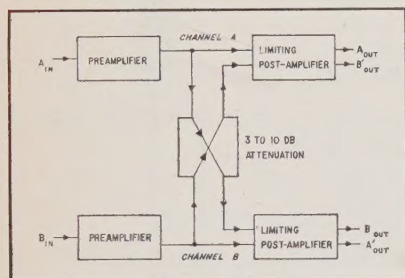 CHANNEL A
A IN
PREAMPLIFIER
LIMITING
POST-AMPLIFIER
A OUT
B' OUT
3 TO 10 DB
ATTENUATION
B IN
PREAMPLIFIER
CHANNEL B
LIMITING
POST-AMPLIFIER
B OUT
A' OUT